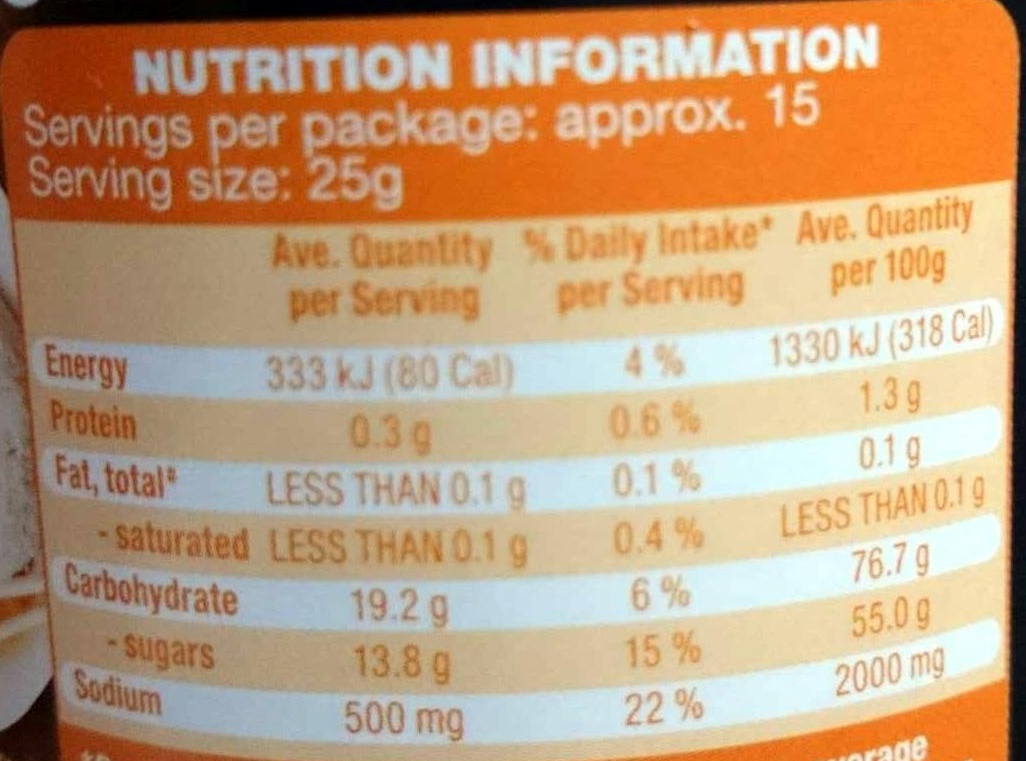 NUTRITION INFORMATION
Servings per package: approx. 15
Serving size: 25g
Ave. Quantity per Serving % Daily Intake* per Serving Ave. Quantity per 100g
Energy 333 kJ (80 Cal) 4 % 1330 kJ (318 Cal)
Protein 0.3 g 0.6 % 1.3 g
Fat, total# LESS THAN 0.1 g 0.1 % 0.1 g
- saturated LESS THAN 0.1 g 0.4 % LESS THAN 0.1 g
Carbohydrate 19.2 g 6 % 76.7 g
- sugars 13.8 g 15 % 55.0 g
Sodium 500 mg 22 % 2000 mg